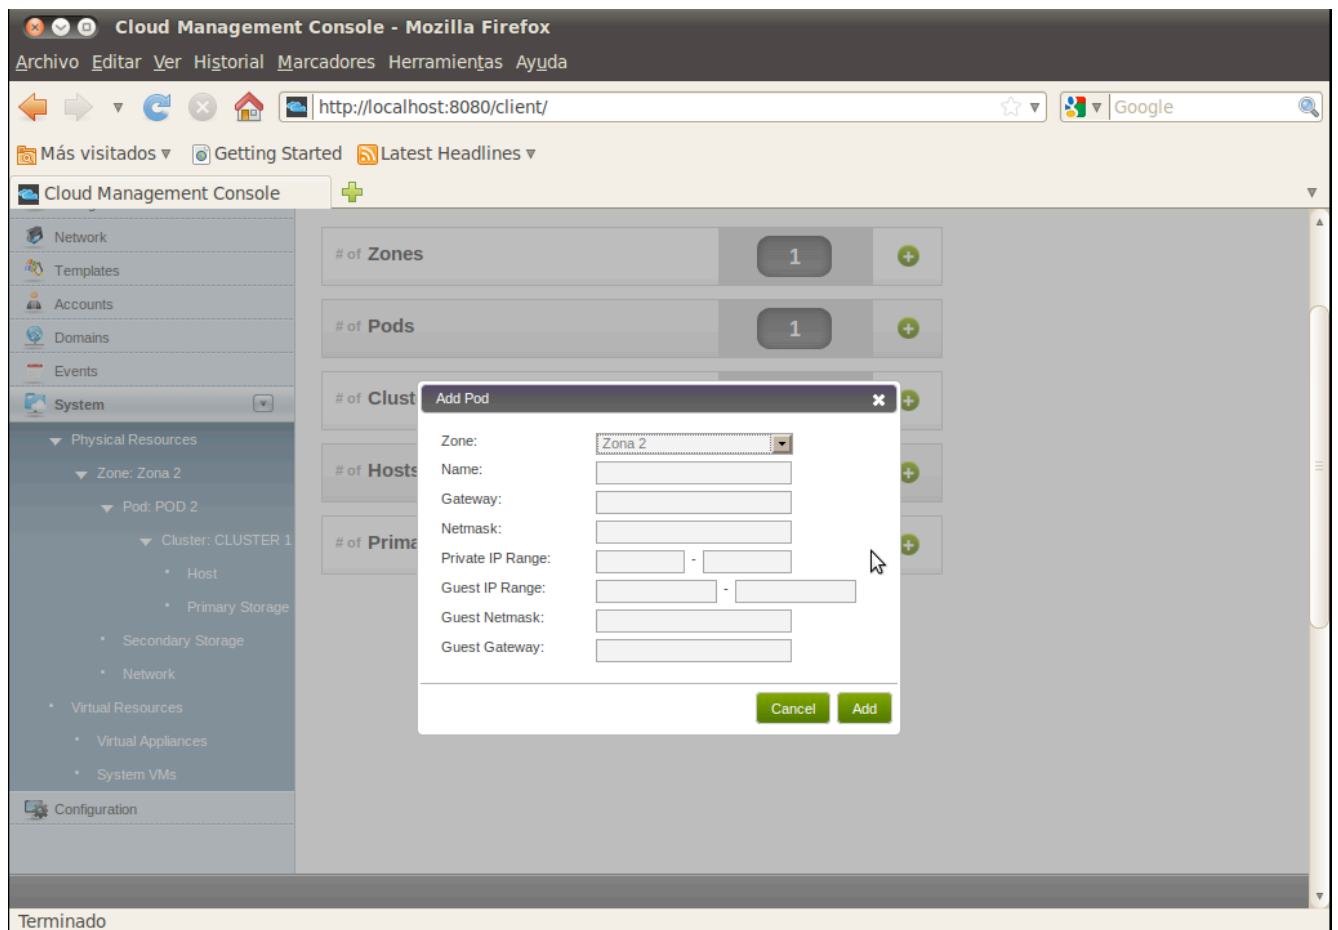 Cloud Management Console - Mozilla Firefox
Archivo Editar Ver Historial Marcadores Herramientas Ayuda
http://localhost:8080/client/
Google
Más visitados
Getting Started
Latest Headlines
Cloud Management Console
Network
Templates
Accounts
Domains
Events
System
Physical Resources
Zone: Zona 2
Pod: POD 2
Cluster: CLUSTER 1
Host
Primary Storage
Secondary Storage
Network
Virtual Resources
Virtual Appliances
System VMs
Configuration
# of Zones 1
# of Pods 1
# of Clust
# of Hosts
# of Prima
Add Pod
Zone: Zona 2
Name:
Gateway:
Netmask:
Private IP Range: -
Guest IP Range: -
Guest Netmask:
Guest Gateway:
Cancel Add
Terminado